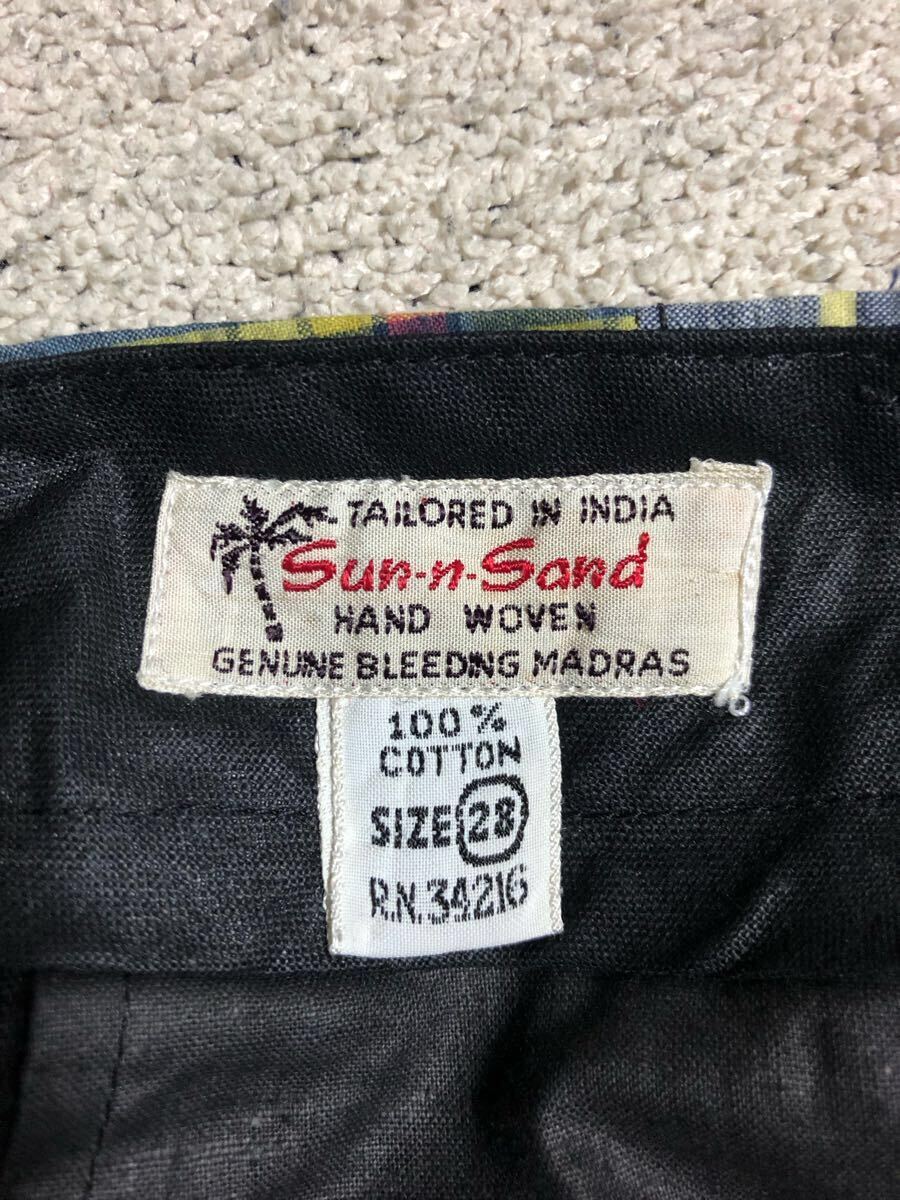 TAILORED IN INDIA
Sun-n-Sand
HAND WOVEN
GENUINE BLEEDING MADRAS
100%
COTTON
SIZE 28
R.N. 34216